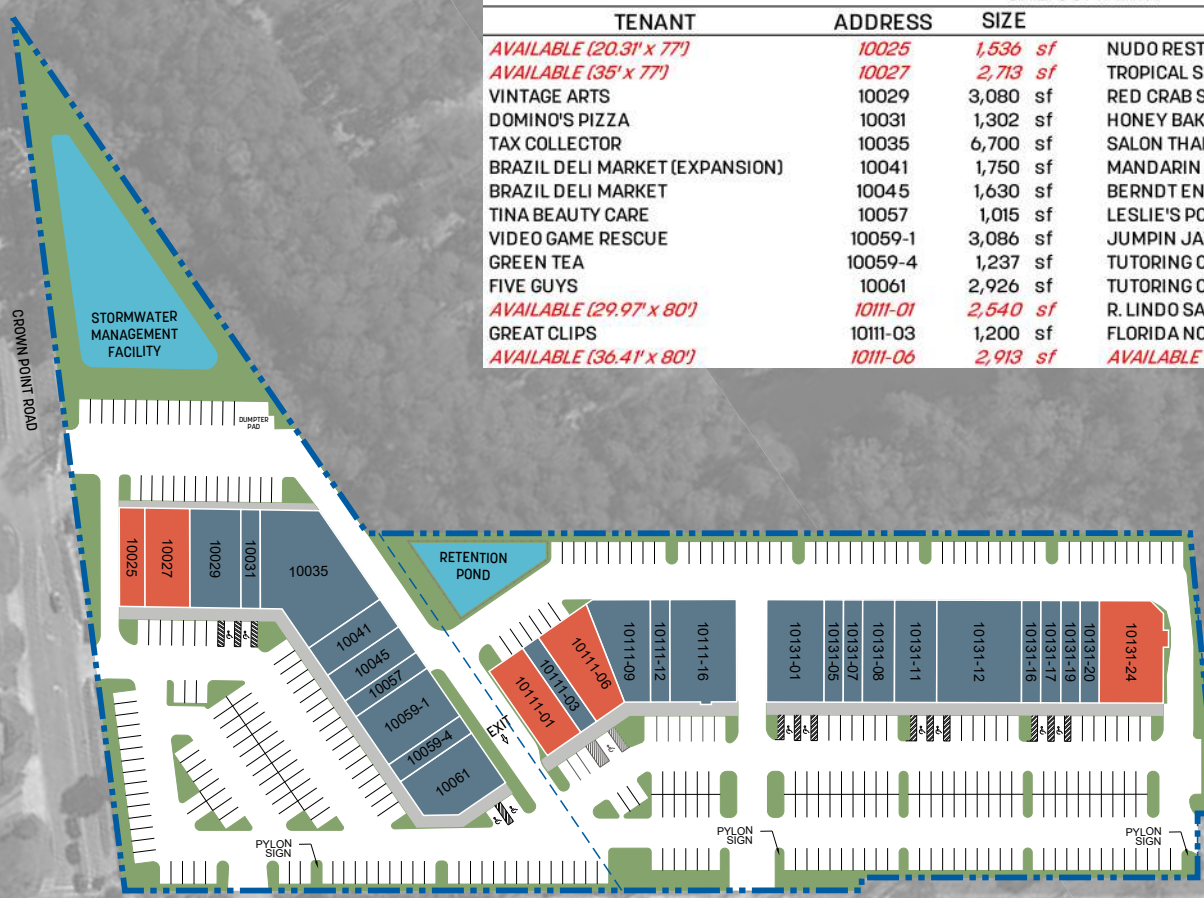 TENANT ADDRESS SIZE
AVAILABLE (20.31' x 77') 10025 1,536 sf NUDO REST
AVAILABLE (35' x 77') 10027 2,713 sf TROPICAL S
VINTAGE ARTS 10029 3,080 sf RED CRAB S
DOMINO'S PIZZA 10031 1,302 sf HONEY BAK
TAX COLLECTOR 10035 6,700 sf SALON THA
BRAZIL DELI MARKET (EXPANSION) 10041 1,750 sf MANDARIN
BRAZIL DELI MARKET 10045 1,630 sf BERNDT EN
TINA BEAUTY CARE 10057 1,015 sf LESLIE'S PO
VIDEO GAME RESCUE 10059-1 3,086 sf JUMPIN JA
GREEN TEA 10059-4 1,237 sf TUTORING C
FIVE GUYS 10061 2,926 sf TUTORING C
AVAILABLE (29.97' x 80') 10111-01 2,540 sf R. LINDO SA
GREAT CLIPS 10111-03 1,200 sf FLORIDA NO
AVAILABLE (36.41' x 80') 10111-06 2,913 sf AVAILABLE
CROWN POINT ROAD
STORMWATER
MANAGEMENT
FACILITY
DUMPTER
PAD
10025
10027
10029
10031
10035
10041
10045
10057
10059-1
10059-4
10061
RETENTION
POND
EXIT
10111-01
10111-03
10111-06
10111-09
10111-12
10111-16
10131-01
10131-05
10131-07
10131-08
10131-11
10131-12
10131-16
10131-17
10131-19
10131-20
10131-24
PYLON
SIGN
PYLON
SIGN
PYLON
SIGN